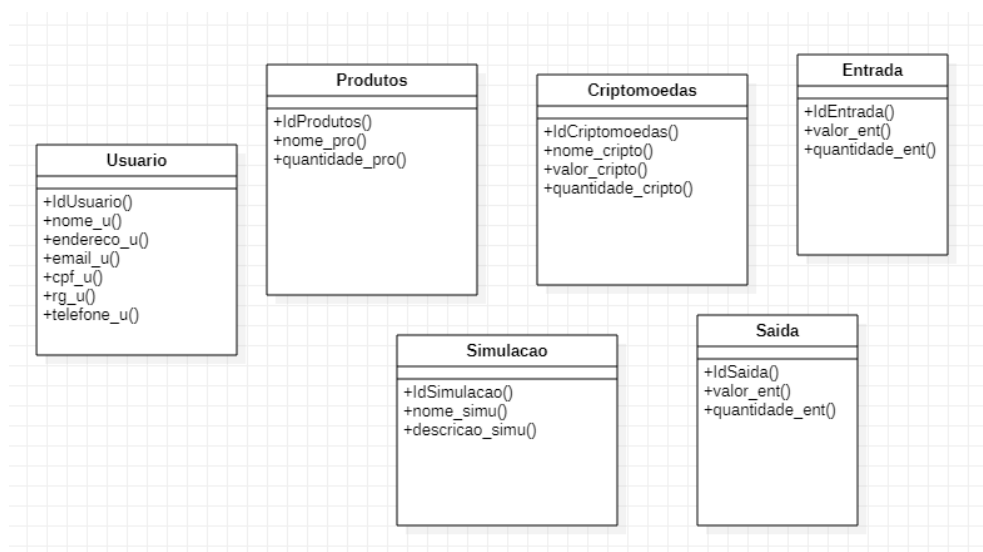 Usuario
+IdUsuario()
+nome_u()
+endereco_u()
+email_u()
+cpf_u()
+rg_u()
+telefone_u()
Produtos
+IdProdutos()
+nome_pro()
+quantidade_pro()
Criptomoedas
+IdCriptomoedas()
+nome_cripto()
+valor_cripto()
+quantidade_cripto()
Entrada
+IdEntrada()
+valor_ent()
+quantidade_ent()
Simulacao
+IdSimulacao()
+nome_simu()
+descricao_simu()
Saida
+IdSaida()
+valor_ent()
+quantidade_ent()